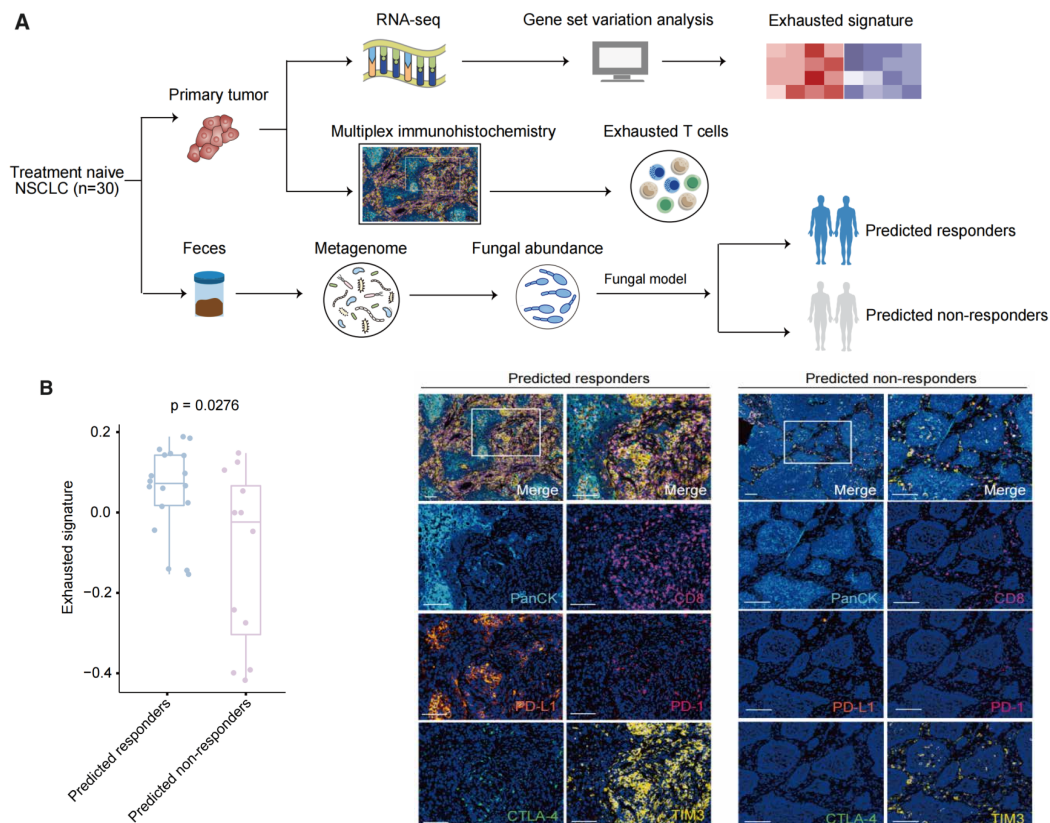 A
RNA-seq
Gene set variation analysis
Exhausted signature
Primary tumor
Multiplex immunohistochemistry
Exhausted T cells
Treatment naive
NSCLC (n=30)
Feces
Metagenome
Fungal abundance
Fungal model
Predicted responders
Predicted non-responders
B
p = 0.0276
Exhausted signature
0.2
0.0
−0.2
−0.4
Predicted responders
Predicted non-responders
Predicted responders
Merge
Merge
PanCK
CD8
PD-L1
PD-1
CTLA-4
TIM3
Predicted non-responders
Merge
Merge
PanCK
CD8
PD-L1
PD-1
CTLA-4
TIM3